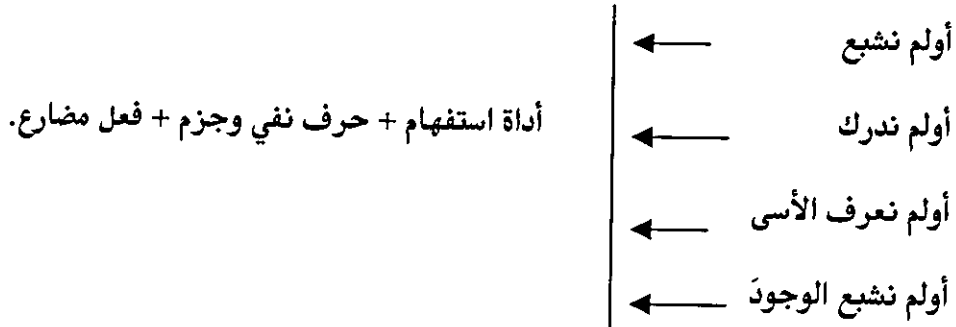 أولم نشبع
أولم ندرك
أولم نعرف الأسى
أولم نشبع الوجودَ
أداة استفهام + حرف نفي وجزم + فعل مضارع.